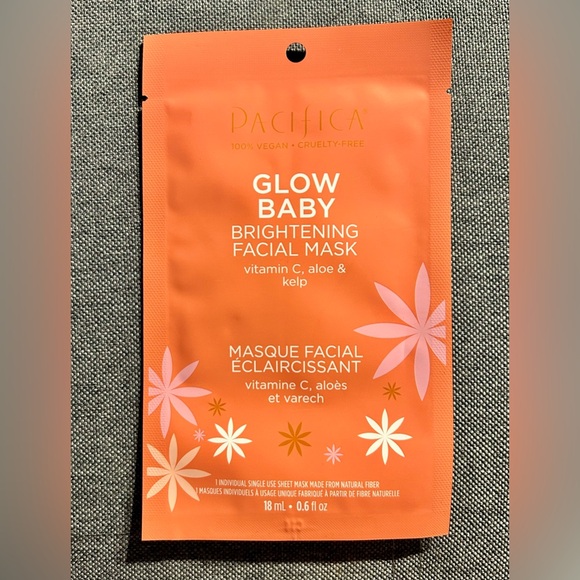 PACIFICA®
100% VEGAN • CRUELTY-FREE
GLOW
BABY
BRIGHTENING
FACIAL MASK
vitamin C, aloe &
kelp
MASQUE FACIAL
ÉCLAIRCISSANT
vitamine C, aloès
et varech
1 INDIVIDUAL SINGLE USE SHEET MASK MADE FROM NATURAL FIBER
1 MASQUES INDIVIDUELS À USAGE UNIQUE FABRIQUÉ À PARTIR DE FIBRE NATURELLE
18 mL • 0.6 fl oz